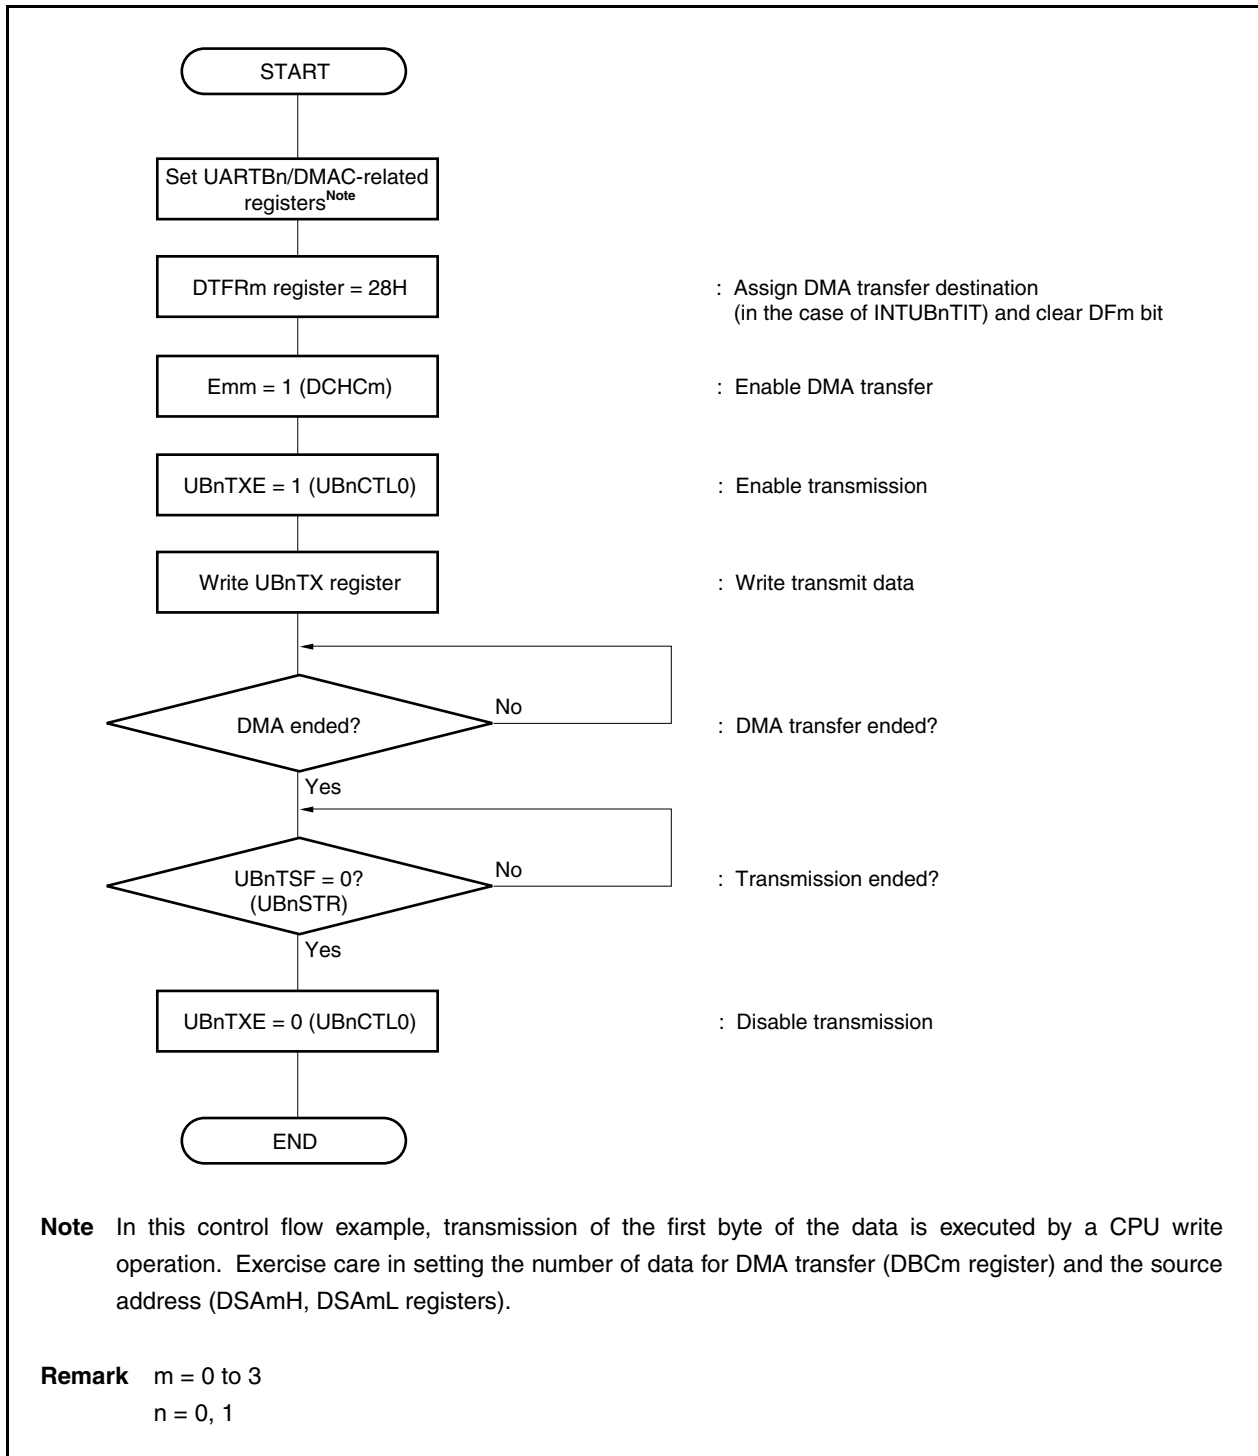 START
Set UARTBn/DMAC-related
registersNote
DTFRm register = 28H
: Assign DMA transfer destination
(in the case of INTUBnTIT) and clear DFm bit
Emm = 1 (DCHCm)
: Enable DMA transfer
UBnTXE = 1 (UBnCTL0)
: Enable transmission
Write UBnTX register
: Write transmit data
No
DMA ended?
: DMA transfer ended?
Yes
No
UBnTSF = 0?
(UBnSTR)
: Transmission ended?
Yes
UBnTXE = 0 (UBnCTL0)
: Disable transmission
END
Note In this control flow example, transmission of the first byte of the data is executed by a CPU write
operation. Exercise care in setting the number of data for DMA transfer (DBCm register) and the source
address (DSAmH, DSAmL registers).
Remark m = 0 to 3
n = 0, 1